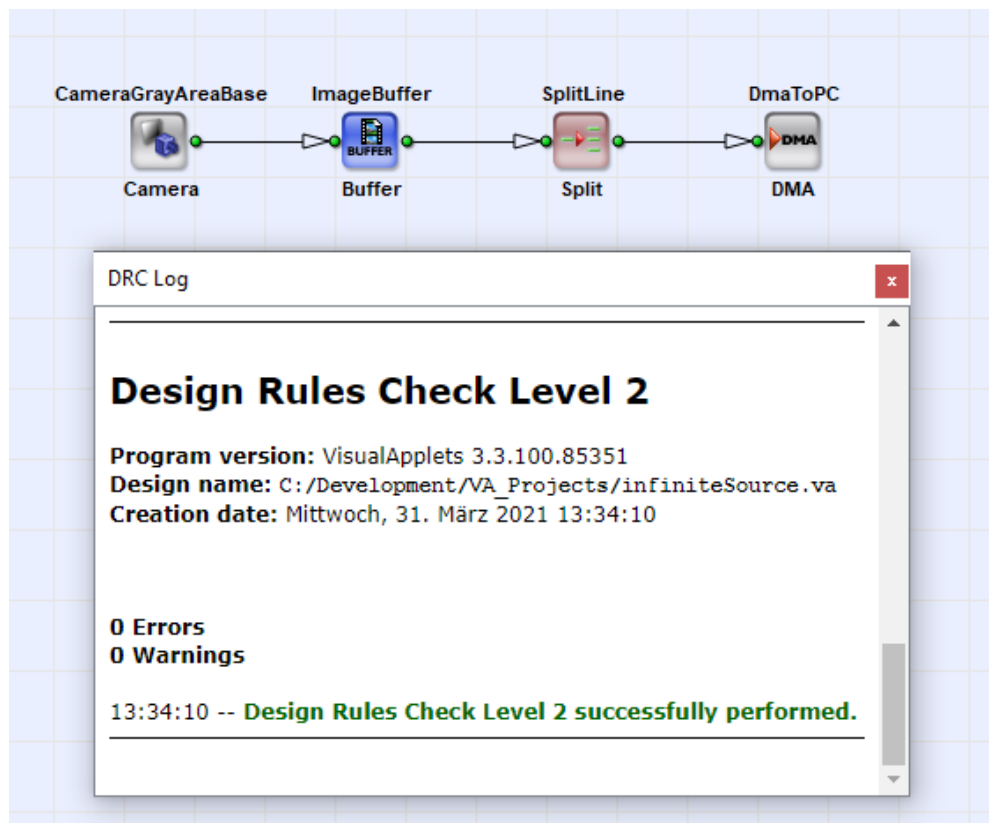 CameraGrayAreaBase ImageBuffer SplitLine DmaToPC
BUFFER DMA
Camera Buffer Split DMA
DRC Log x
Design Rules Check Level 2
Program version: VisualApplets 3.3.100.85351
Design name: C:/Development/VA_Projects/infiniteSource.va
Creation date: Mittwoch, 31. März 2021 13:34:10
0 Errors
0 Warnings
13:34:10 -- Design Rules Check Level 2 successfully performed.